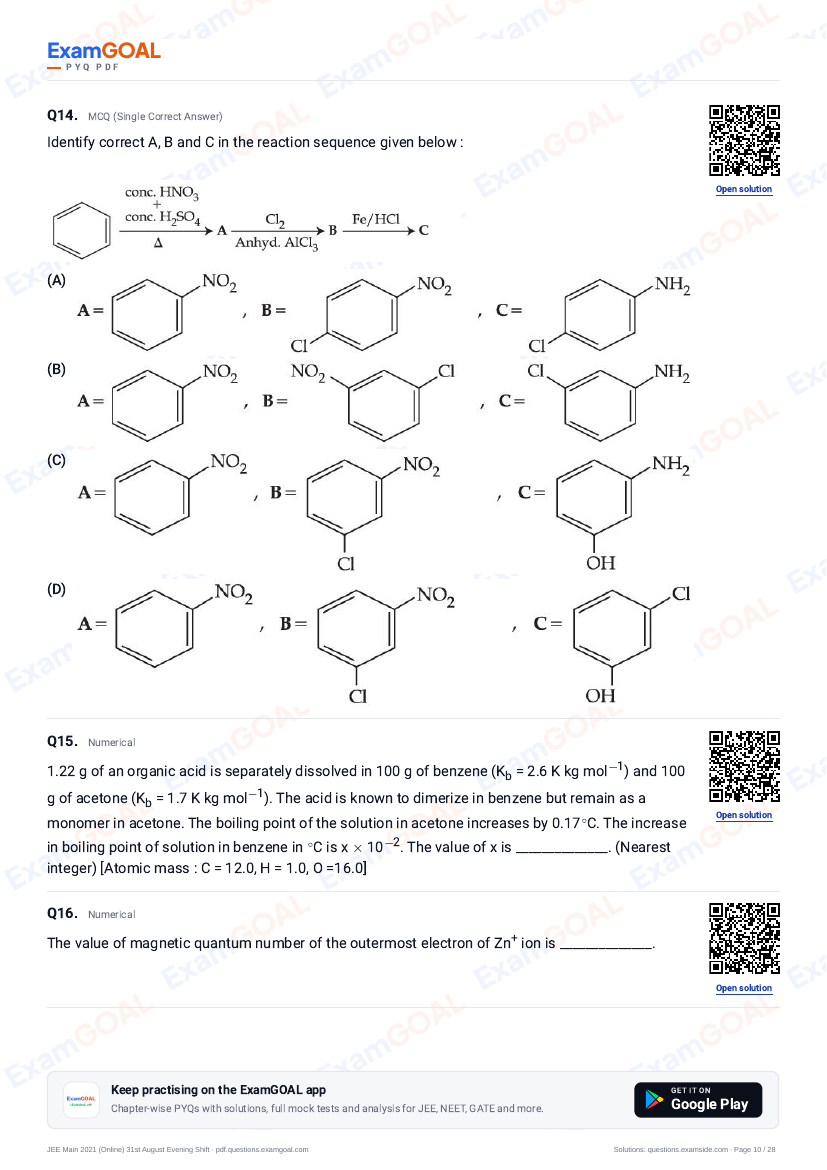 ExamGOAL
PYQ PDF
Q14. MCQ (Single Correct Answer)
Identify correct A, B and C in the reaction sequence given below :
Open solution
conc. HNO3
+
conc. H2SO4
Δ
A
Cl2
Anhyd. AlCl3
B
Fe/HCl
C
(A)
A = NO2 , B = NO2 Cl , C = NH2 Cl
(B)
A = NO2 , B = NO2 Cl , C = Cl NH2
(C)
A = NO2 , B = NO2 Cl , C = NH2 OH
(D)
A = NO2 , B = NO2 Cl , C = Cl OH
Q15. Numerical
1.22 g of an organic acid is separately dissolved in 100 g of benzene (Kb = 2.6 K kg mol−1) and 100
g of acetone (Kb = 1.7 K kg mol−1). The acid is known to dimerize in benzene but remain as a
monomer in acetone. The boiling point of the solution in acetone increases by 0.17°C. The increase
in boiling point of solution in benzene in °C is x × 10−2. The value of x is ______________. (Nearest
integer) [Atomic mass : C = 12.0, H = 1.0, O =16.0]
Open solution
Q16. Numerical
The value of magnetic quantum number of the outermost electron of Zn+ ion is ______________.
Open solution
ExamGOAL
Keep practising on the ExamGOAL app
Chapter-wise PYQs with solutions, full mock tests and analysis for JEE, NEET, GATE and more.
GET IT ON
Google Play
JEE Main 2021 (Online) 31st August Evening Shift · pdf.questions.examgoal.com
Solutions: questions.examside.com · Page 10 / 28